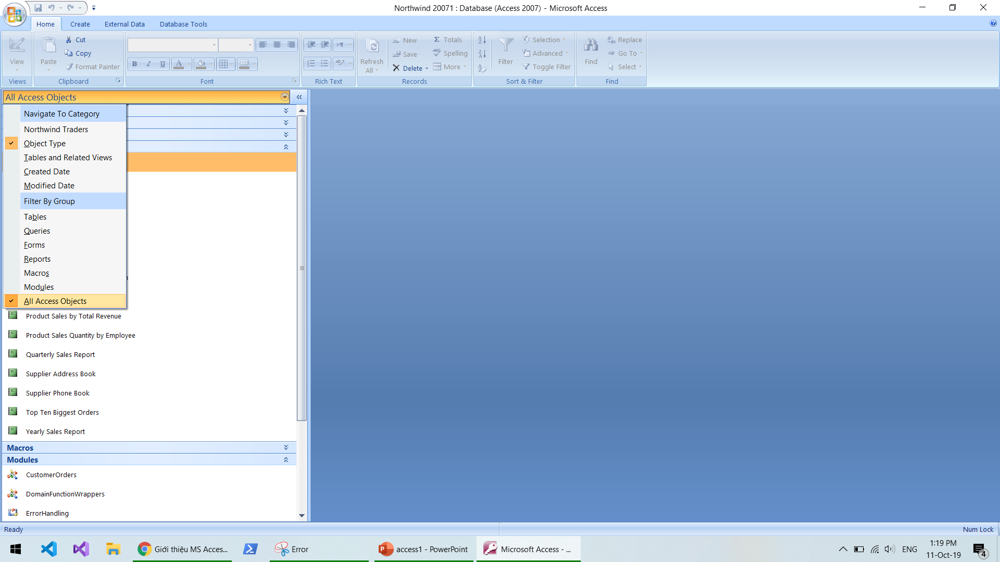 Northwind 20071 : Database (Access 2007) - Microsoft Access
Home Create External Data Database Tools
View
Paste
Cut
Copy
Format Painter
B I U A
Refresh All
New
Save
Delete
Σ Totals
Spelling
More
Filter
Selection
Advanced
Toggle Filter
Find
Replace
Go To
Select
Views Clipboard Font Rich Text Records Sort & Filter Find
All Access Objects
Navigate To Category
Northwind Traders
Object Type
Tables and Related Views
Created Date
Modified Date
Filter By Group
Tables
Queries
Forms
Reports
Macros
Modules
All Access Objects
Product Sales by Total Revenue
Product Sales Quantity by Employee
Quarterly Sales Report
Supplier Address Book
Supplier Phone Book
Top Ten Biggest Orders
Yearly Sales Report
Macros
Modules
CustomerOrders
DomainFunctionWrappers
ErrorHandling
Ready Num Lock
Giới thiệu MS Acces... Error access1 - PowerPoint Microsoft Access - ... ENG 1:19 PM
11-Oct-19 4